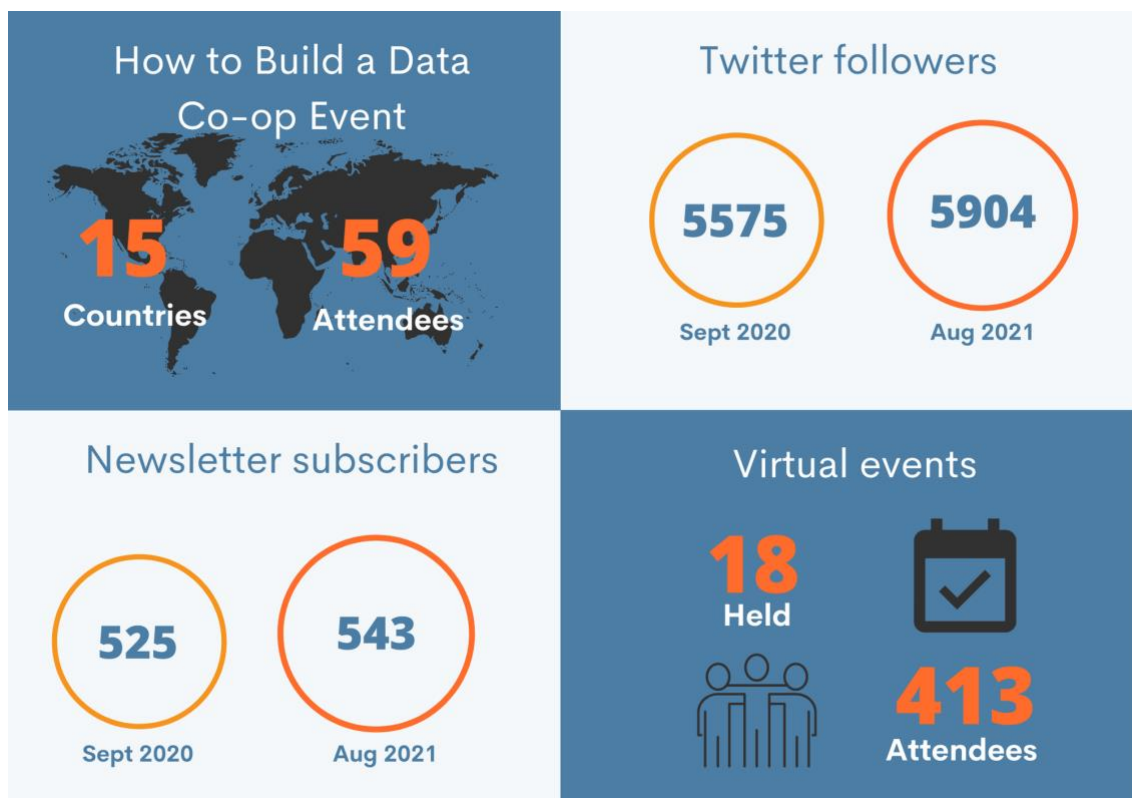 How to Build a Data
Co-op Event
15
59
Countries
Attendees
Twitter followers
5575
5904
Sept 2020
Aug 2021
Newsletter subscribers
525
543
Sept 2020
Aug 2021
Virtual events
18
Held
413
Attendees